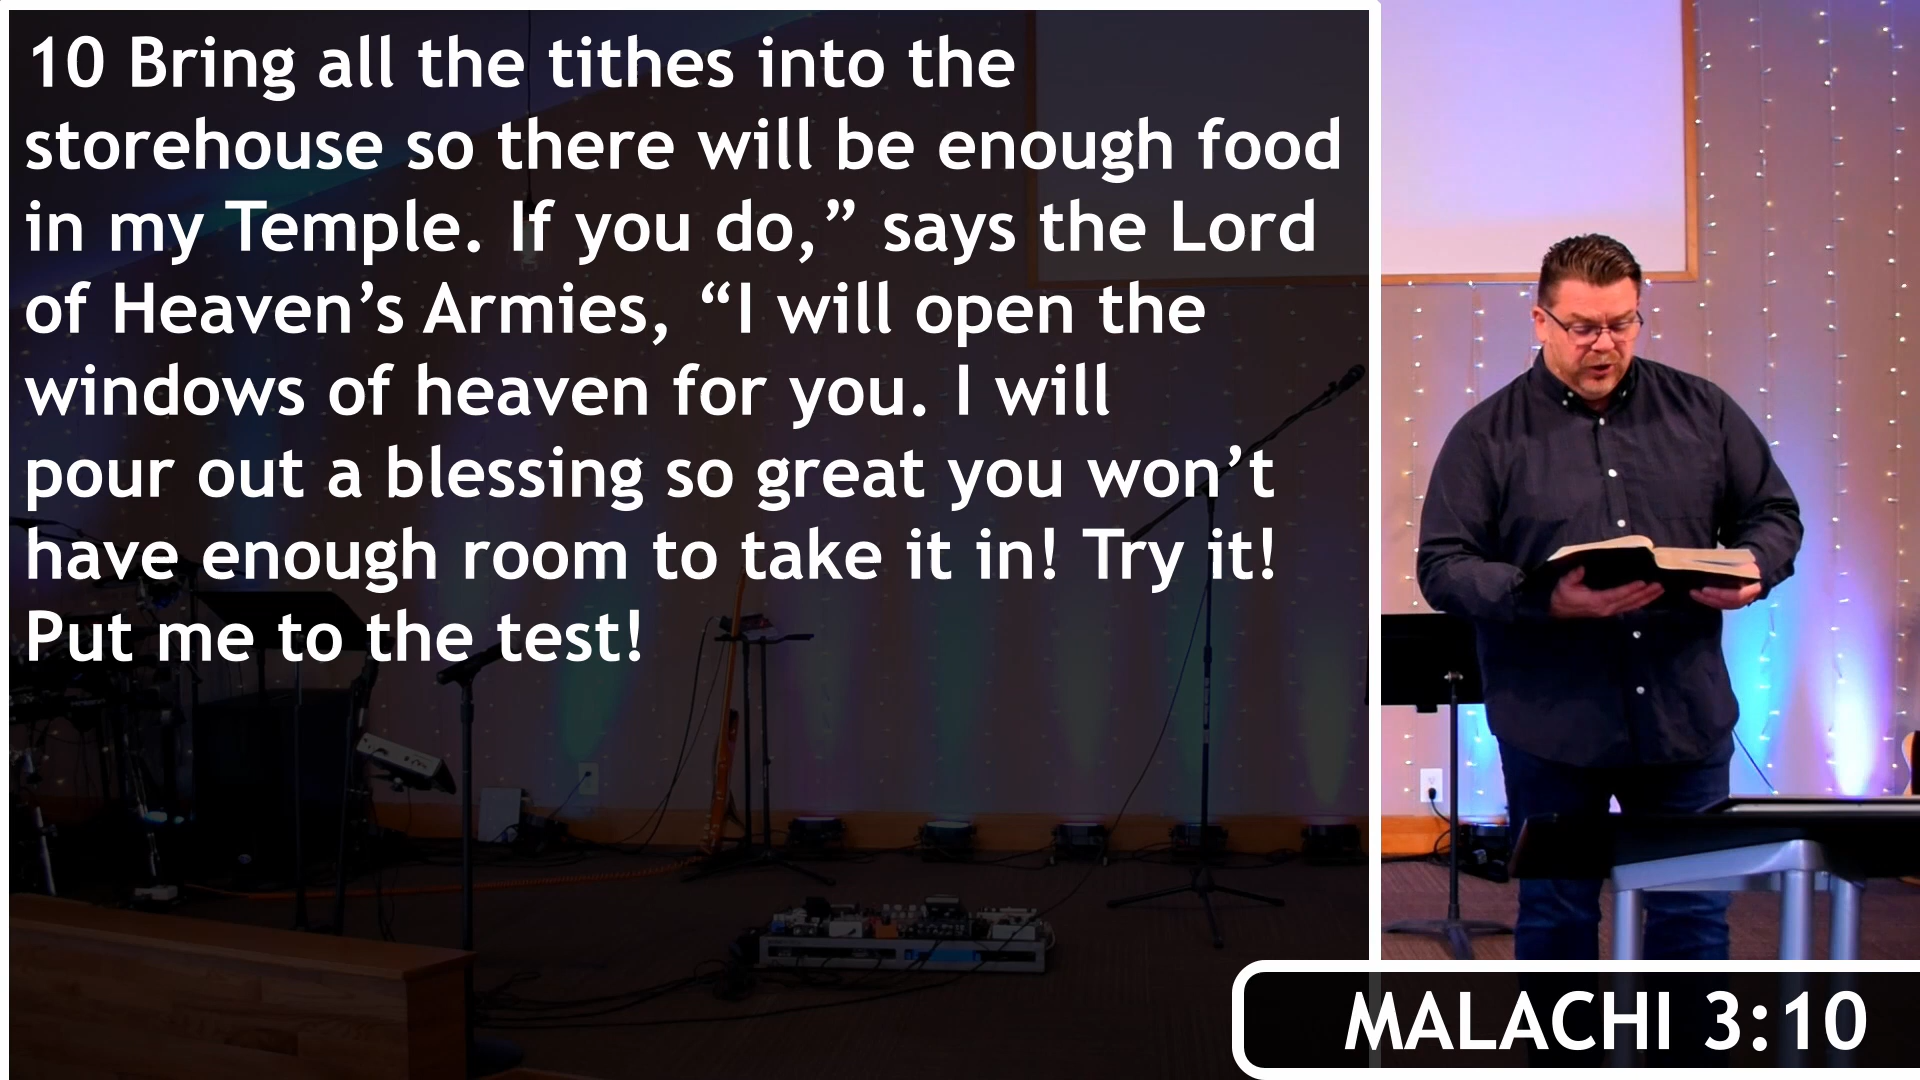 10 Bring all the tithes into the
storehouse so there will be enough food
in my Temple. If you do,” says the Lord
of Heaven’s Armies, “I will open the
windows of heaven for you. I will
pour out a blessing so great you won’t
have enough room to take it in! Try it!
Put me to the test!
MALACHI 3:10